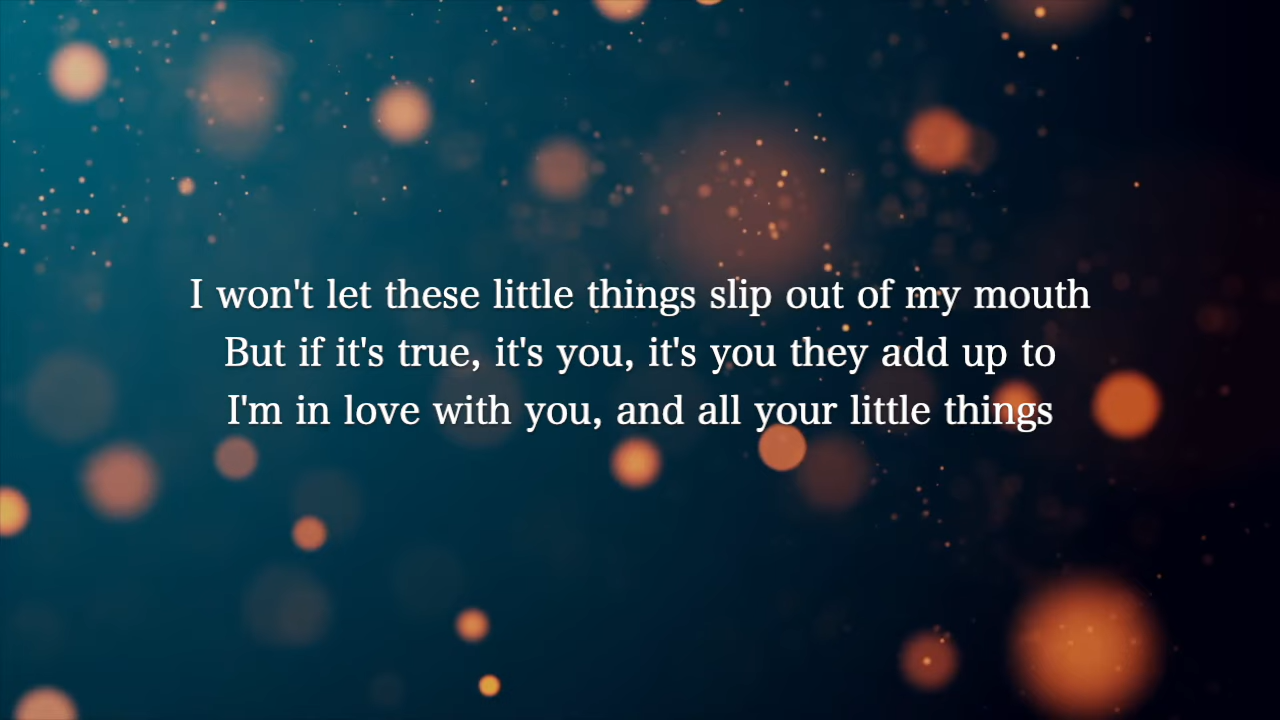 I won't let these little things slip out of my mouth
But if it's true, it's you, it's you they add up to
I'm in love with you, and all your little things